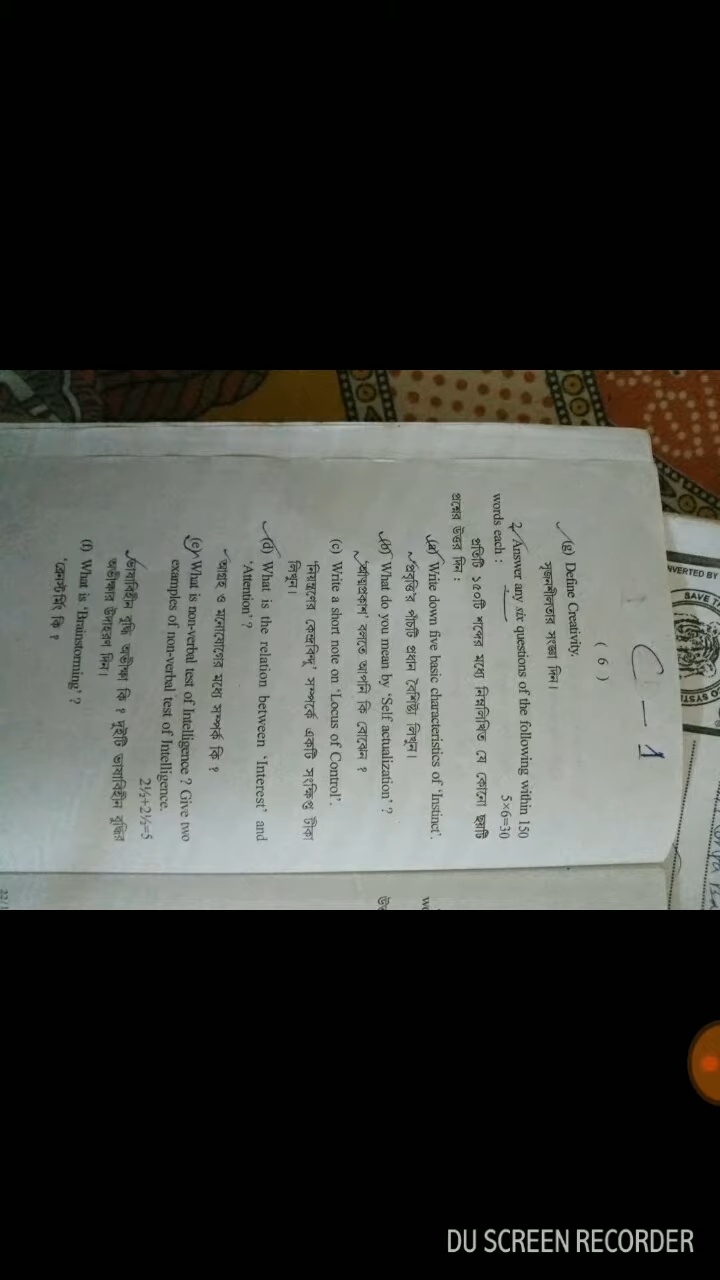 C-1
( 6 )
(g) Define Creativity.
সৃজনশীলতার সংজ্ঞা দিন।
2. Answer any six questions of the following within 150
words each : 5×6=30
প্রতিটি ১৫০টি শব্দের মধ্যে নিম্নলিখিত যে কোনো ছয়টি
প্রশ্নের উত্তর দিন :
(a) Write down five basic characteristics of 'Instinct'.
প্রবৃত্তির পাঁচটি প্রধান বৈশিষ্ট্য লিখুন।
(b) What do you mean by 'Self actualization' ?
'আত্মপ্রকাশ' বলতে আপনি কি বোঝেন ?
(c) Write a short note on 'Locus of Control'.
'নিয়ন্ত্রণের কেন্দ্রবিন্দু' সম্পর্কে একটি সংক্ষিপ্ত টীকা
লিখুন।
(d) What is the relation between 'Interest' and
'Attention' ?
আগ্রহ ও মনোযোগের মধ্যে সম্পর্ক কি ?
(e) What is non-verbal test of Intelligence ? Give two
examples of non-verbal test of Intelligence.
2½+2½=5
ভাষাবিহীন বুদ্ধি অভীক্ষা কি ? দুইটি ভাষাবিহীন বুদ্ধির
অভীক্ষার উদাহরণ দিন।
(f) What is 'Brainstorming' ?
'ব্রেনস্টর্মিং' কি ?
NVERTED BY
SAVE
DU SCREEN RECORDER